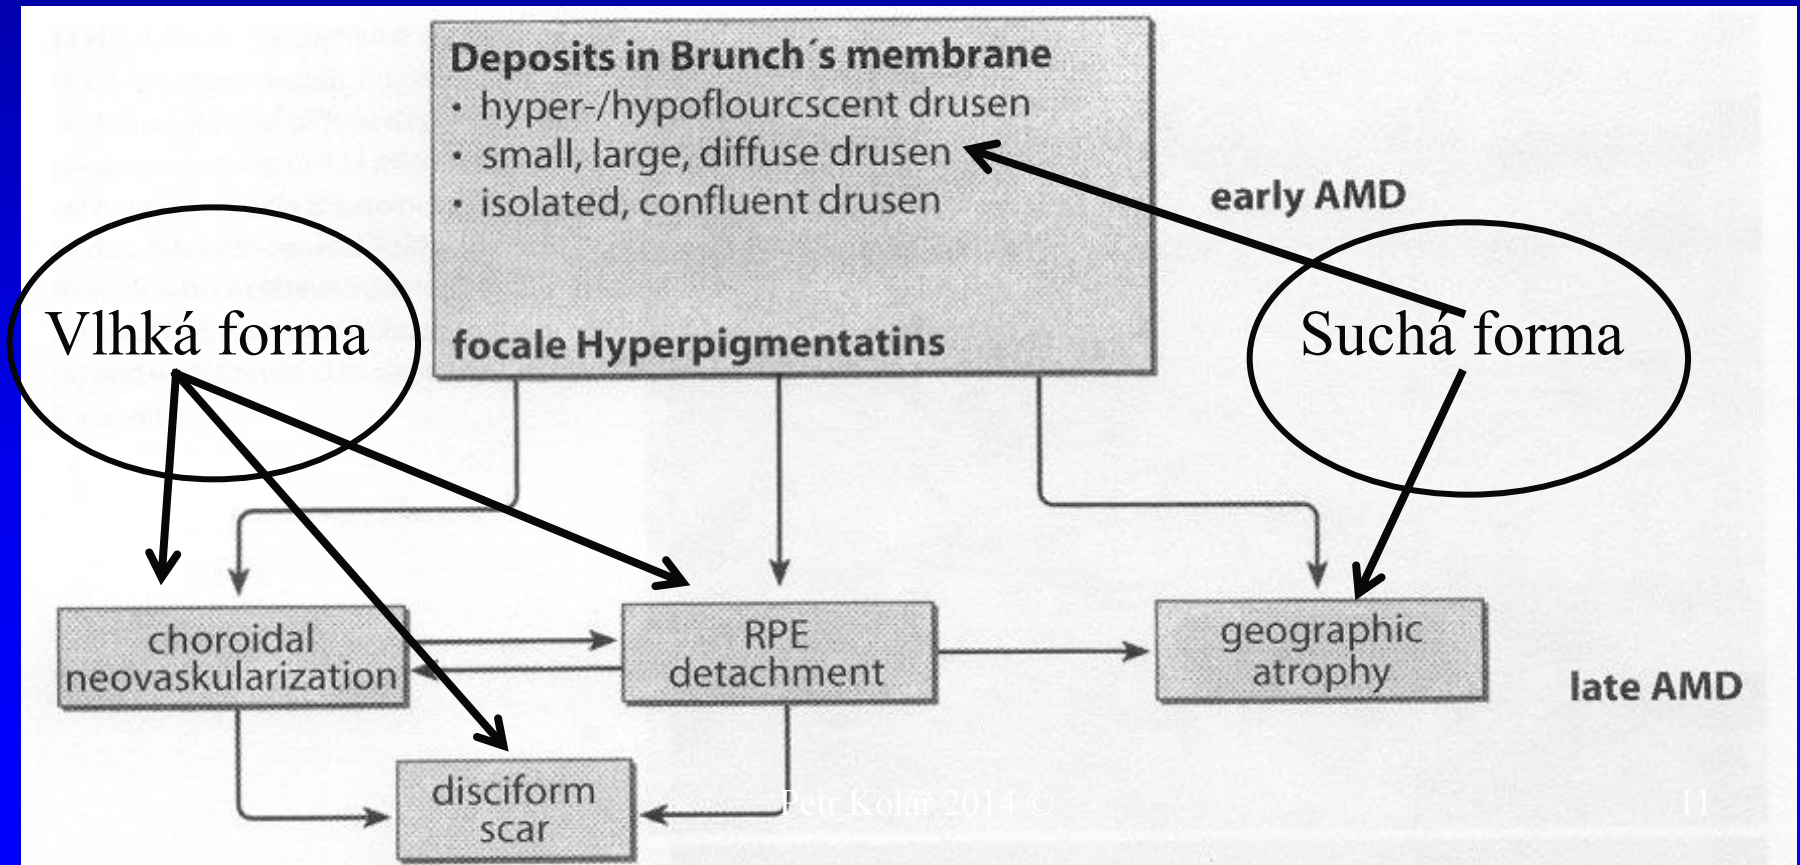 Deposits in Brunch´s membrane
• hyper-/hypoflourcscent drusen
• small, large, diffuse drusen
• isolated, confluent drusen
early AMD
Vlhká forma
Suchá forma
focale Hyperpigmentatins
choroidal
neovaskularization
RPE
detachment
geographic
atrophy
late AMD
disciform
scar
Petr Kolář 2014 ©
11